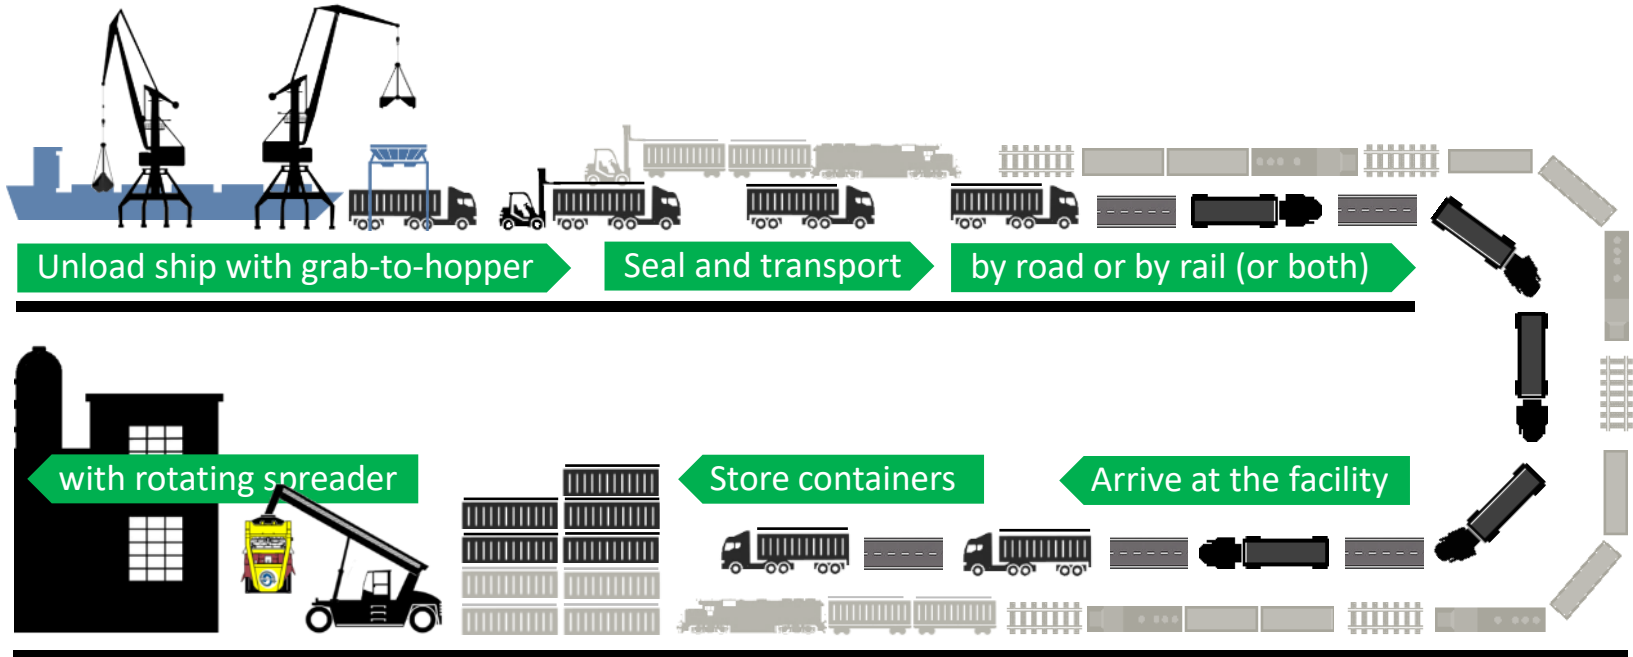 Unload ship with grab-to-hopper
Seal and transport
by road or by rail (or both)
Arrive at the facility
Store containers
with rotating spreader